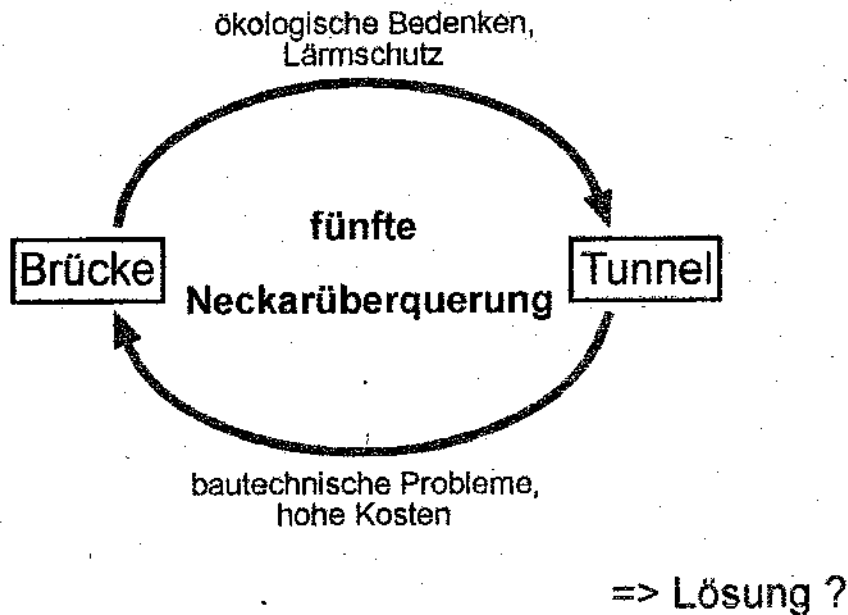 ökologische Bedenken,
Lärmschutz
fünfte
Brücke
Tunnel
Neckarüberquerung
bautechnische Probleme,
hohe Kosten
=> Lösung ?